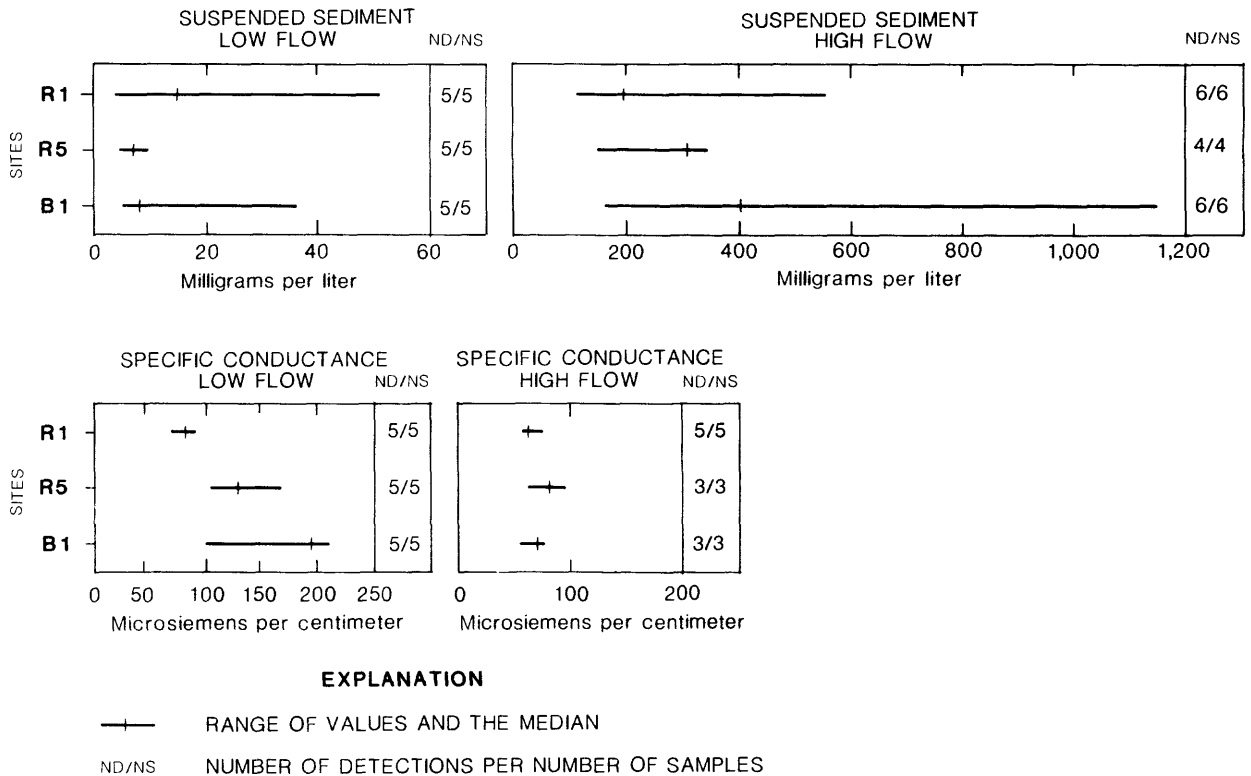 SUSPENDED SEDIMENT
LOW FLOW
ND/NS
SITES
R1
R5
B1
5/5
5/5
5/5
0 20 40 60
Milligrams per liter
SUSPENDED SEDIMENT
HIGH FLOW
ND/NS
6/6
4/4
6/6
0 200 400 600 800 1,000 1,200
Milligrams per liter
SPECIFIC CONDUCTANCE
LOW FLOW
ND/NS
SITES
R1
R5
B1
5/5
5/5
5/5
0 50 100 150 200 250
Microsiemens per centimeter
SPECIFIC CONDUCTANCE
HIGH FLOW
ND/NS
5/5
3/3
3/3
0 100 200
Microsiemens per centimeter
EXPLANATION
RANGE OF VALUES AND THE MEDIAN
ND/NS NUMBER OF DETECTIONS PER NUMBER OF SAMPLES